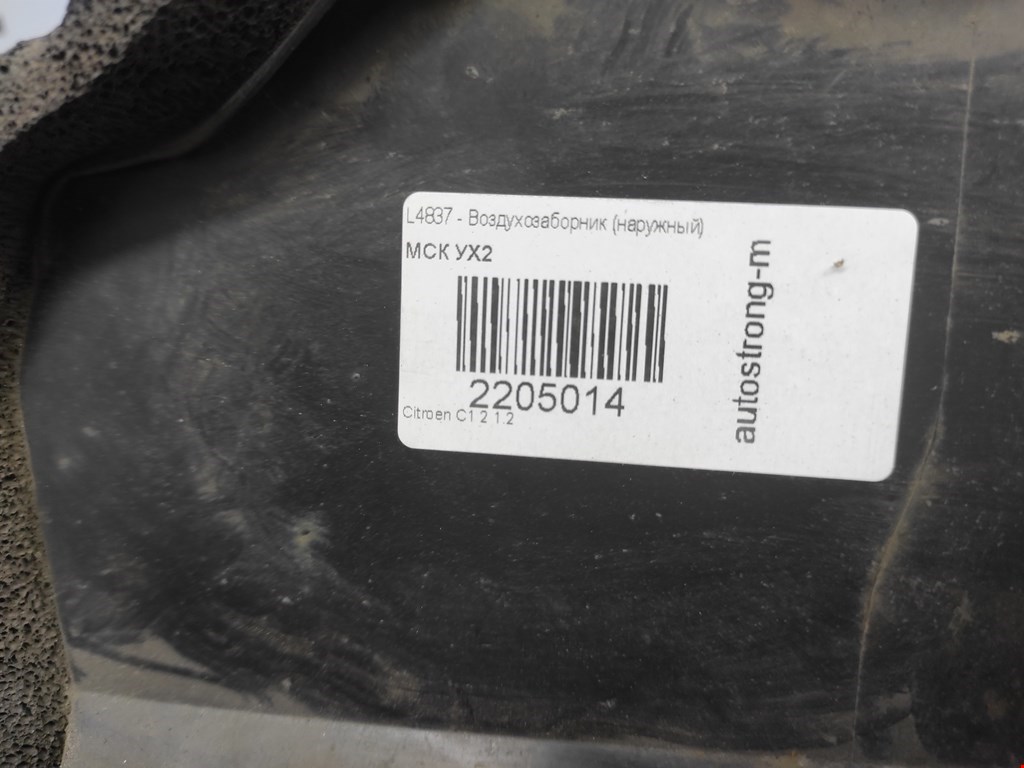 L4837 - Воздухозаборник (наружный)
МСК УХ2
2205014
Citroen C1 2 1.2
autostrong-m